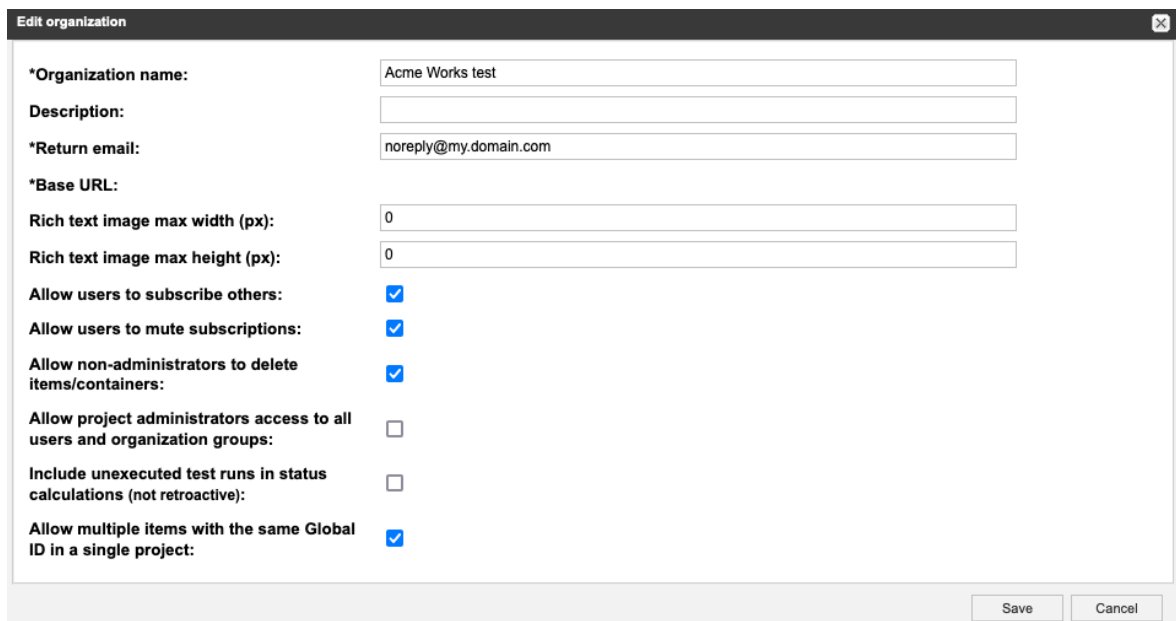 Edit organization
*Organization name: Acme Works test
Description:
*Return email: noreply@my.domain.com
*Base URL:
Rich text image max width (px): 0
Rich text image max height (px): 0
Allow users to subscribe others:
Allow users to mute subscriptions:
Allow non-administrators to delete
items/containers:
Allow project administrators access to all
users and organization groups:
Include unexecuted test runs in status
calculations (not retroactive):
Allow multiple items with the same Global
ID in a single project:
Save Cancel